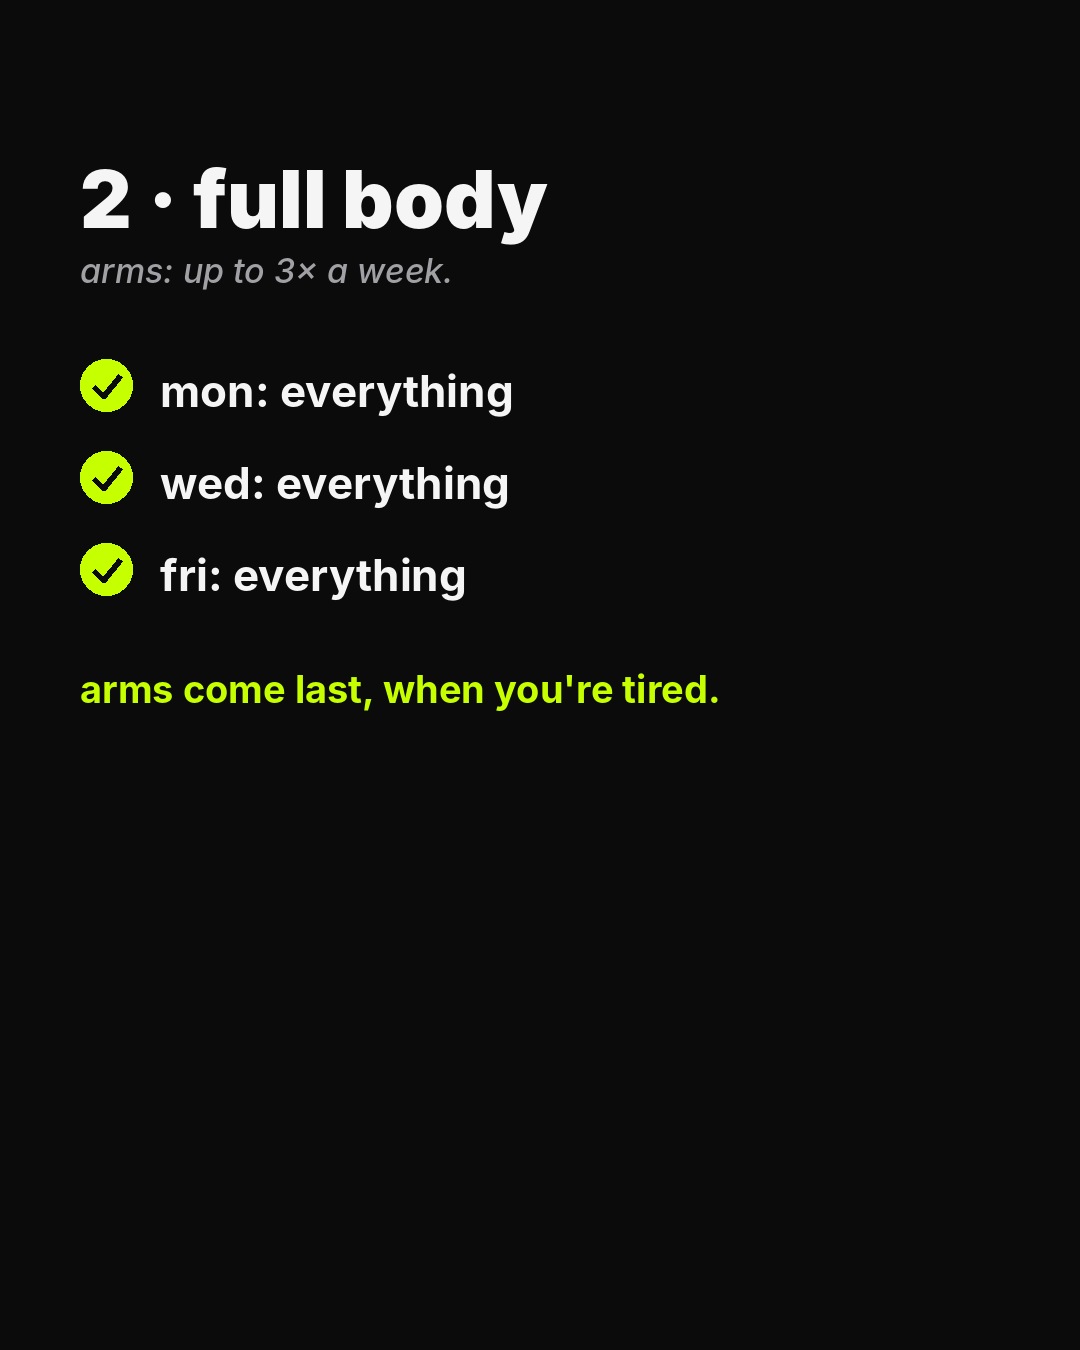 2 · full body
arms: up to 3× a week.
mon: everything
wed: everything
fri: everything
arms come last, when you're tired.